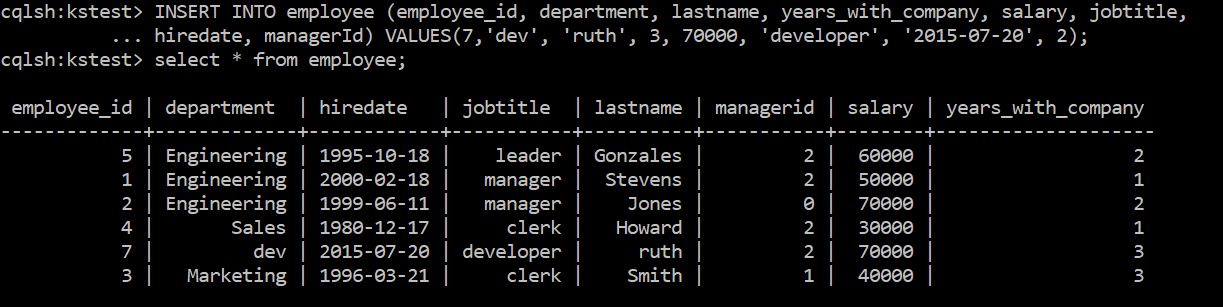 cqlsh:kstest> INSERT INTO employee (employee_id, department, lastname, years_with_company, salary, jobtitle,
          ... hiredate, managerId) VALUES(7,'dev', 'ruth', 3, 70000, 'developer', '2015-07-20', 2);
cqlsh:kstest> select * from employee;
 employee_id | department  | hiredate   | jobtitle  | lastname | managerid | salary | years_with_company
-------------+-------------+------------+-----------+----------+-----------+--------+--------------------
           5 | Engineering | 1995-10-18 |    leader | Gonzales |         2 |  60000 |                  2
           1 | Engineering | 2000-02-18 |   manager |  Stevens |         2 |  50000 |                  1
           2 | Engineering | 1999-06-11 |   manager |    Jones |         0 |  70000 |                  2
           4 |       Sales | 1980-12-17 |     clerk |   Howard |         2 |  30000 |                  1
           7 |         dev | 2015-07-20 | developer |     ruth |         2 |  70000 |                  3
           3 |   Marketing | 1996-03-21 |     clerk |    Smith |         1 |  40000 |                  3